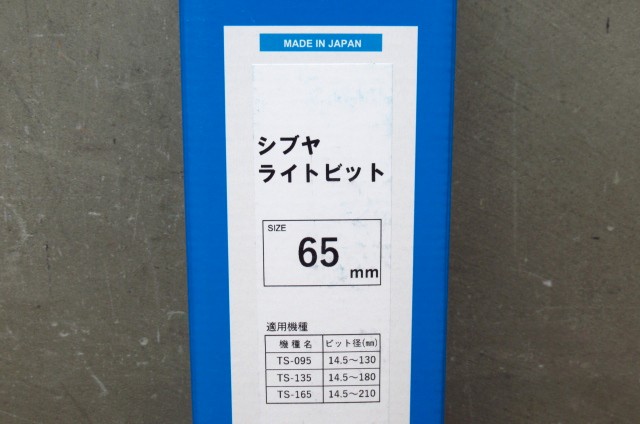 MADE IN JAPAN
シブヤ
ライトビット
SIZE
65 mm
適用機種
機種名 ビット径(㎜)
TS-095 14.5～130
TS-135 14.5～180
TS-165 14.5～210